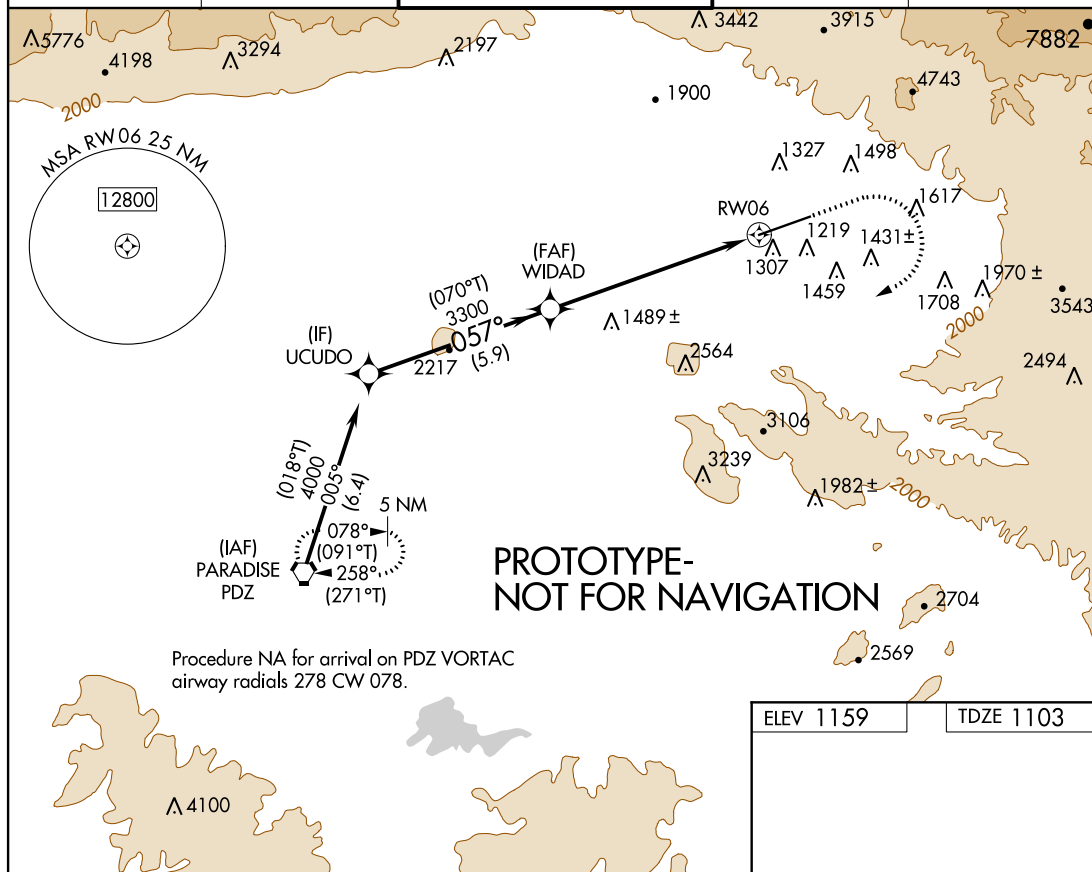 5776
4198
3294
2197
3442
3915
7882
2000
1900
4743
MSA RW06 25 NM
12800
1327
1498
1617
RW06
1219
1431±
1307
1459
1708
1970 ±
3543
2000
(FAF)
WIDAD
(070°T)
3300
057°
(5.9)
1489 ±
(IF)
UCUDO
2217
2564
2494
3106
3239
1982 ±
2000
(018°T)
4000
005°
(6.4)
5 NM
078°
(091°T)
258°
(271°T)
(IAF)
PARADISE
PDZ
PROTOTYPE-
NOT FOR NAVIGATION
2704
2569
Procedure NA for arrival on PDZ VORTAC
airway radials 278 CW 078.
ELEV 1159
TDZE 1103
4100